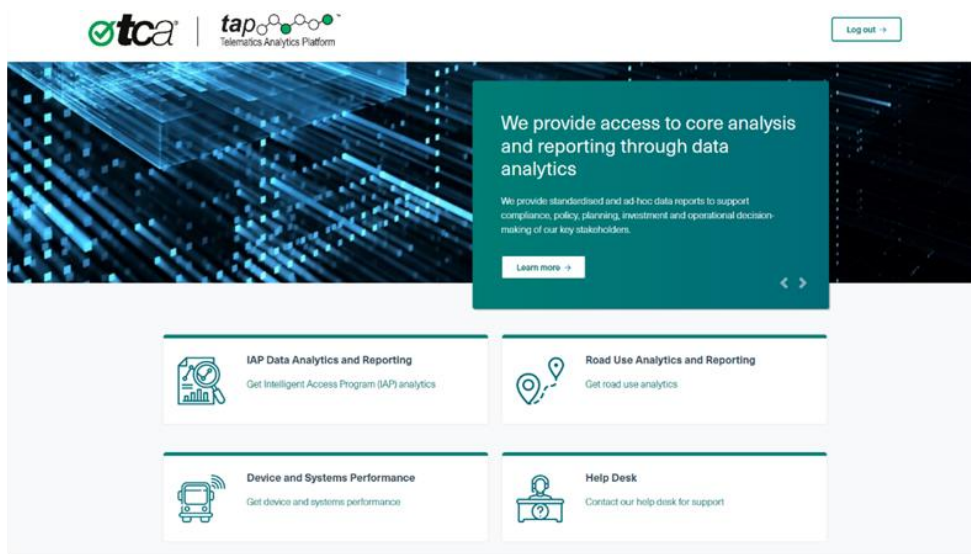 tca
tap
Telematics Analytics Platform
Log out →
We provide access to core analysis
and reporting through data
analytics
We provide standardised and ad-hoc data reports to support
compliance, policy, planning, investment and operational decision-
making of our key stakeholders.
Learn more →
IAP Data Analytics and Reporting
Get Intelligent Access Program (IAP) analytics
Road Use Analytics and Reporting
Get road use analytics
Device and Systems Performance
Get device and systems performance
Help Desk
Contact our help desk for support